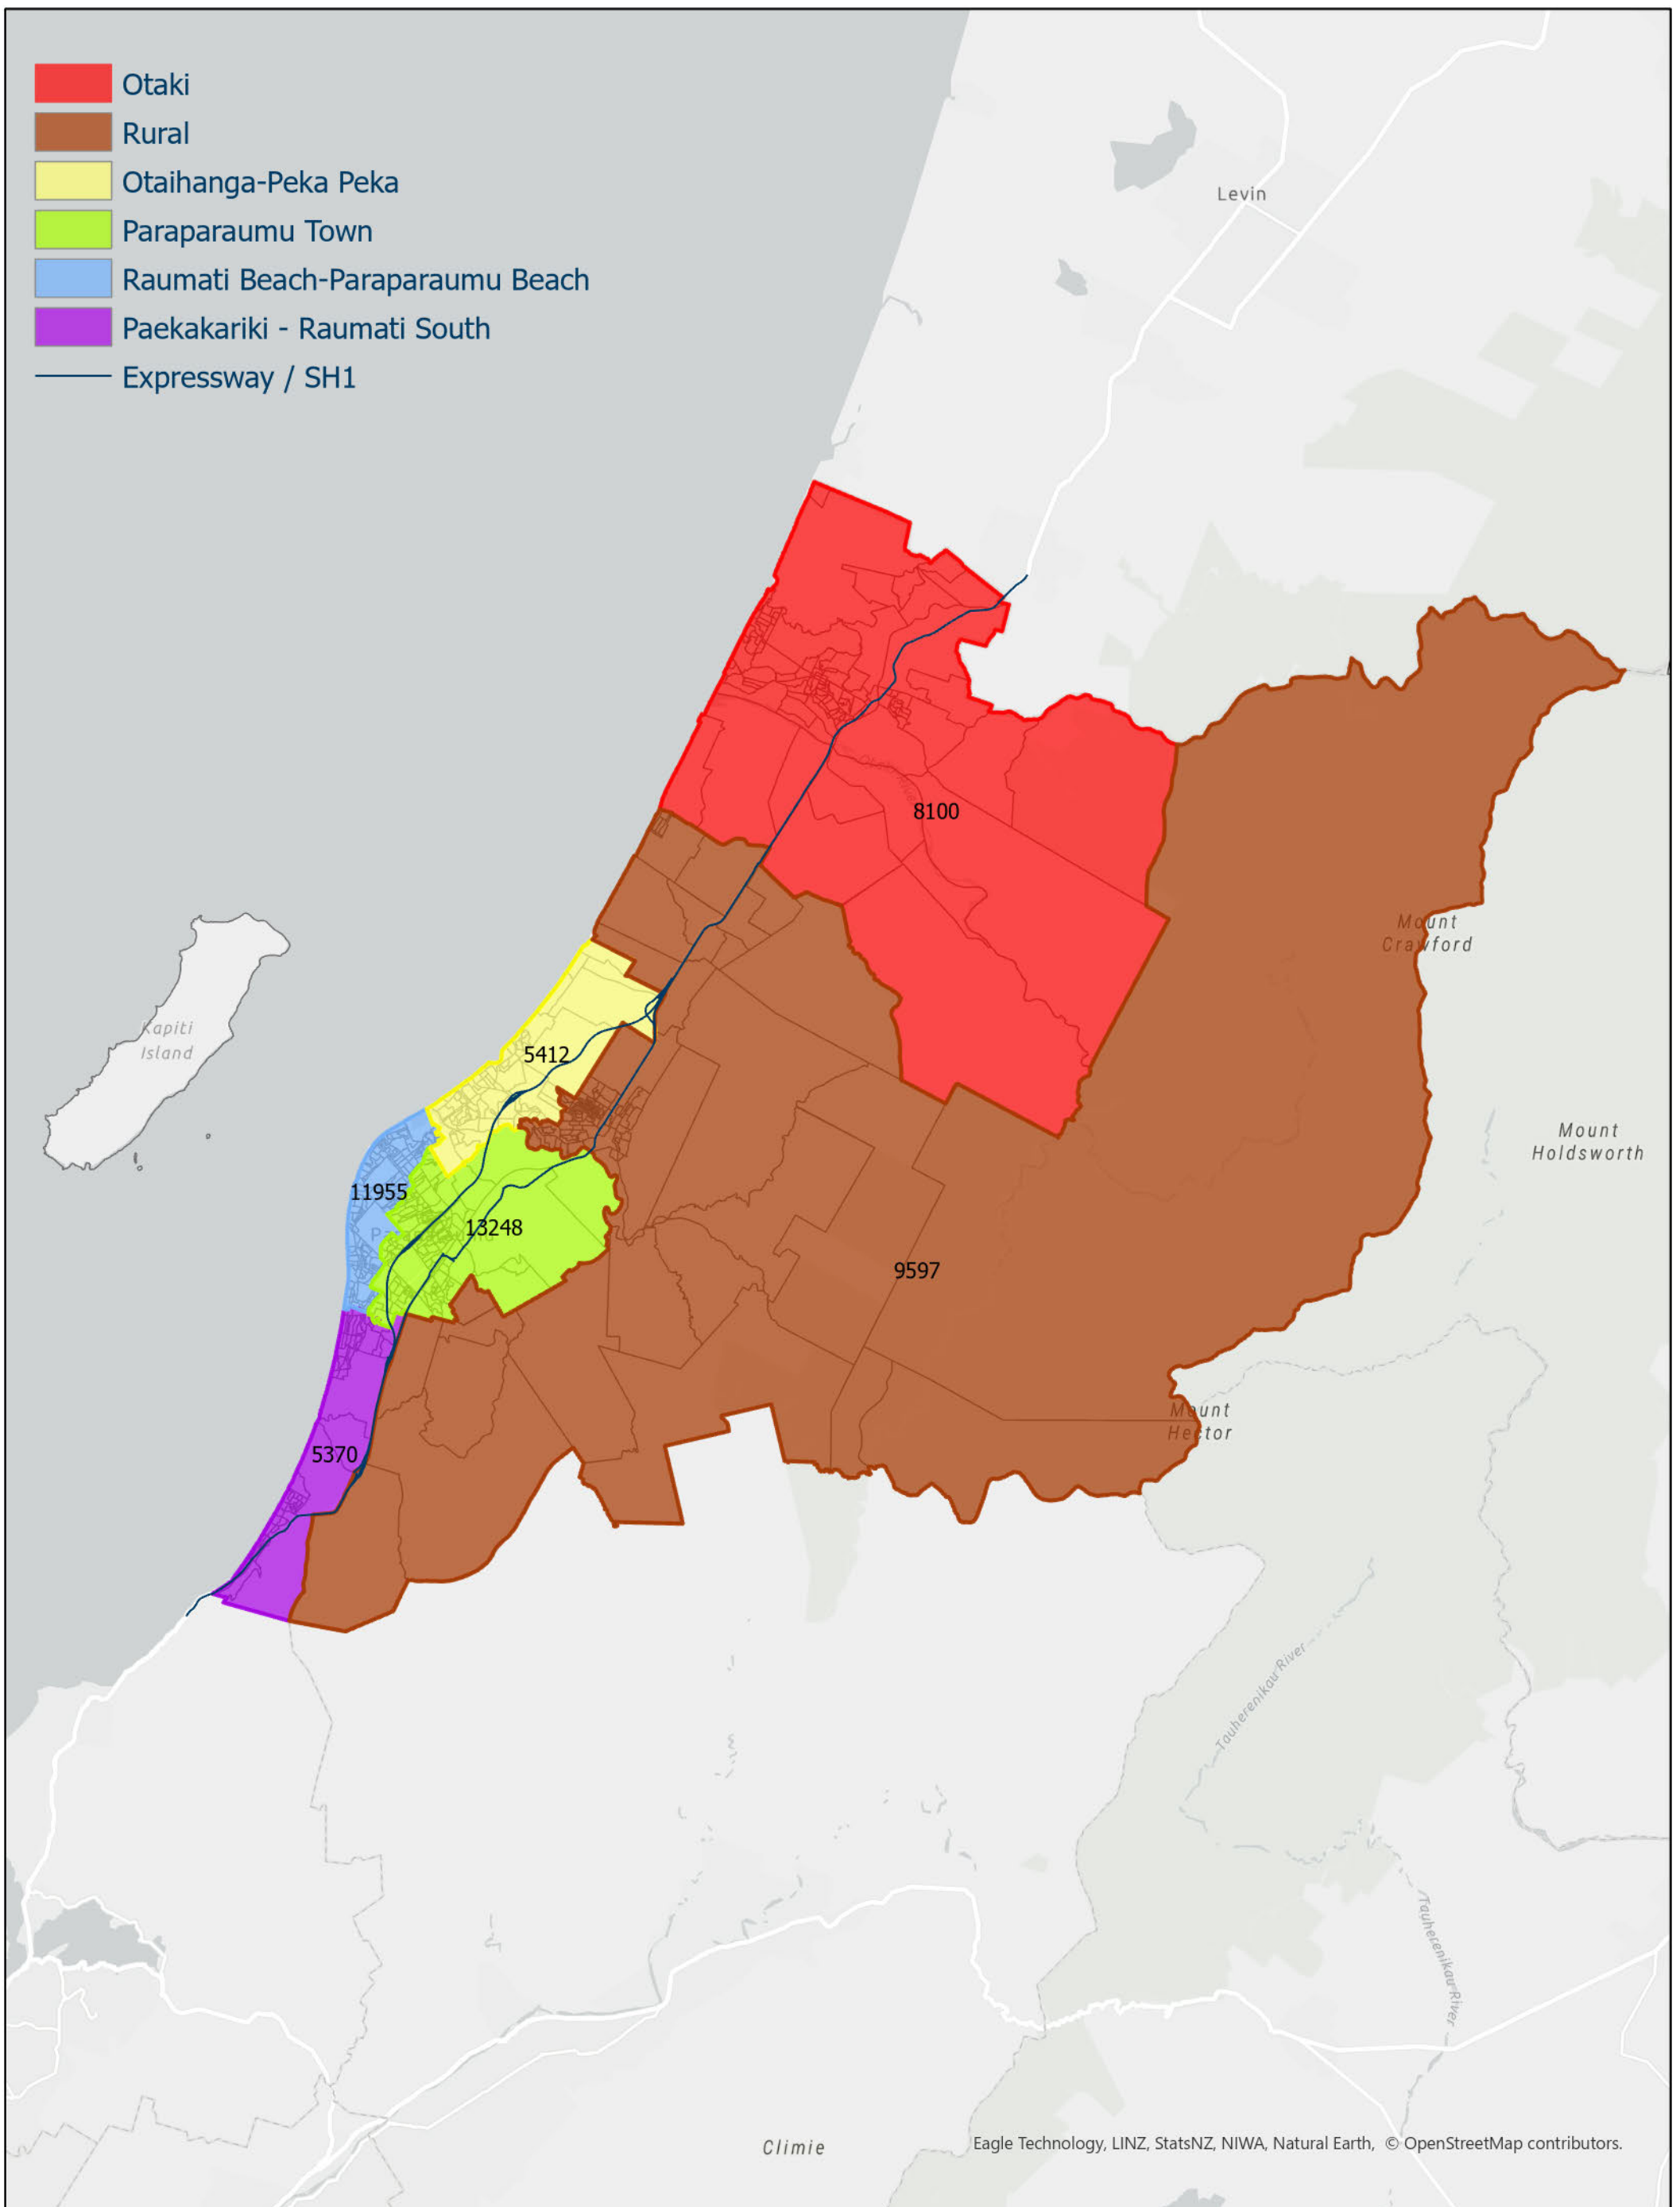 Otaki
Rural
Otaihanga-Peka Peka
Paraparaumu Town
Raumati Beach-Paraparaumu Beach
Paekakariki - Raumati South
Expressway / SH1
Levin
8100
Mount
Crawford
Kapiti
Island
5412
Mount
Holdsworth
11955
13248
9597
Mount
Hector
5370
Tauherenikau River
Tauherenikau River
Climie
Eagle Technology, LINZ, StatsNZ, NIWA, Natural Earth, © OpenStreetMap contributors.